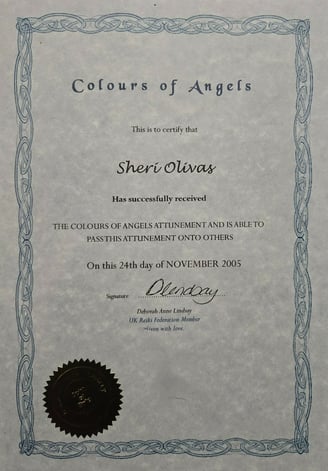 Colours of Angels
This is to certify that
Sheri Olivas
Has successfully received
THE COLOURS OF ANGELS ATTUNEMENT AND IS ABLE TO
PASS THIS ATTUNEMENT ONTO OTHERS
On this 24th day of NOVEMBER 2005
Signature DLindsay
Deborah Anne Lindsay
UK Reiki Federation Member
Given with love.